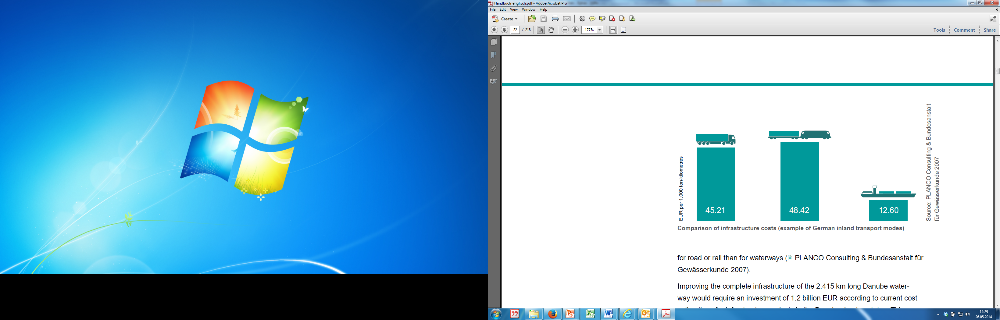 Handbuch_englisch.pdf - Adobe Acrobat Pro
File Edit View Window Help
Create
22 / 218
177%
Tools Comment Share
EUR per 1,000 ton-kilometres
45.21
48.42
12.60
Source: PLANCO Consulting & Bundesanstalt
für Gewässerkunde 2007
Comparison of infrastructure costs (example of German inland transport modes)
for road or rail than for waterways ( PLANCO Consulting & Bundesanstalt für
Gewässerkunde 2007).
Improving the complete infrastructure of the 2,415 km long Danube water-
way would require an investment of 1.2 billion EUR according to current cost
14:29
26.05.2014